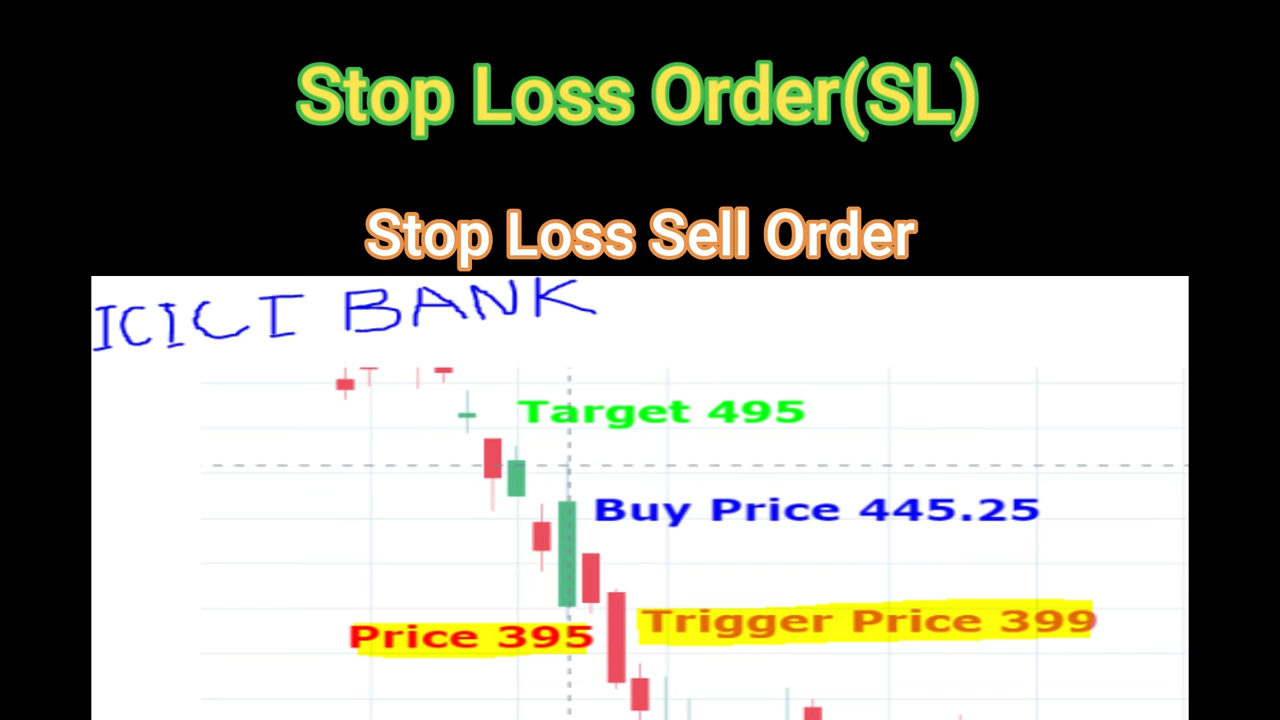 Stop Loss Order(SL)
Stop Loss Sell Order
ICICI BANK
Target 495
Buy Price 445.25
Trigger Price 399
Price 395